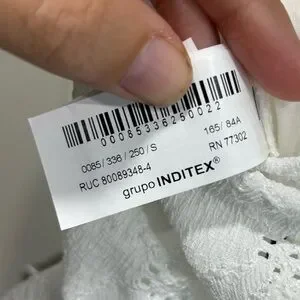 00085336250022
0085 / 336 / 250 / S 165/ 84A
RUC 80089348-4 RN 77302
grupo INDITEX®